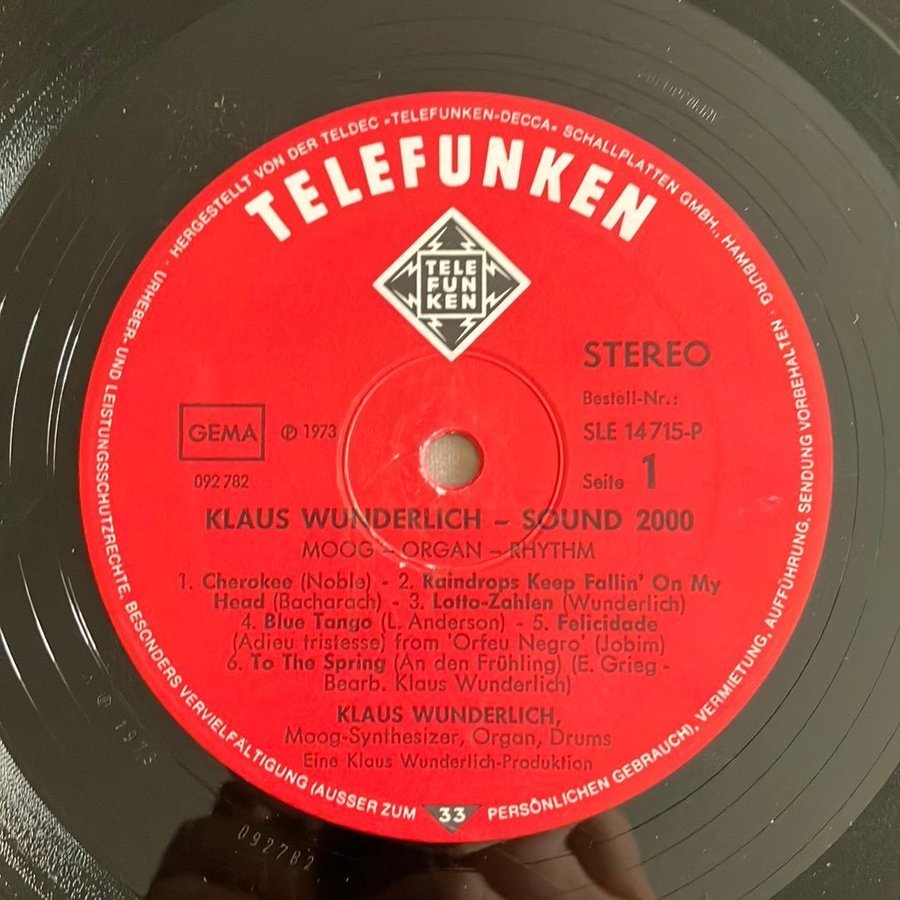 HERGESTELLT VON DER TELDEC »TELEFUNKEN-DECCA« SCHALLPLATTEN GMBH., HAMBURG · URHEBER- UND LEISTUNGSSCHUTZRECHTE, BESONDERS VERVIELFÄLTIGUNG (AUSSER ZUM PERSÖNLICHEN GEBRAUCH), VERMIETUNG, AUFFÜHRUNG, SENDUNG VORBEHALTEN ·
TELEFUNKEN
TELE
FUN
KEN
STEREO
Bestell-Nr.:
GEMA ℗ 1973 SLE 14 715-P
092 782 Seite 1
KLAUS WUNDERLICH – SOUND 2000
MOOG – ORGAN – RHYTHM
1. Cherokee (Noble) - 2. Raindrops Keep Fallin' On My
Head (Bacharach) - 3. Lotto-Zahlen (Wunderlich)
4. Blue Tango (L. Anderson) - 5. Felicidade
(Adieu tristesse) from 'Orfeu Negro' (Jobim)
6. To The Spring (An den Frühling) (E. Grieg -
Bearb. Klaus Wunderlich)
KLAUS WUNDERLICH,
Moog-Synthesizer, Organ, Drums
Eine Klaus Wunderlich-Produktion
33
℗ 1973
092782